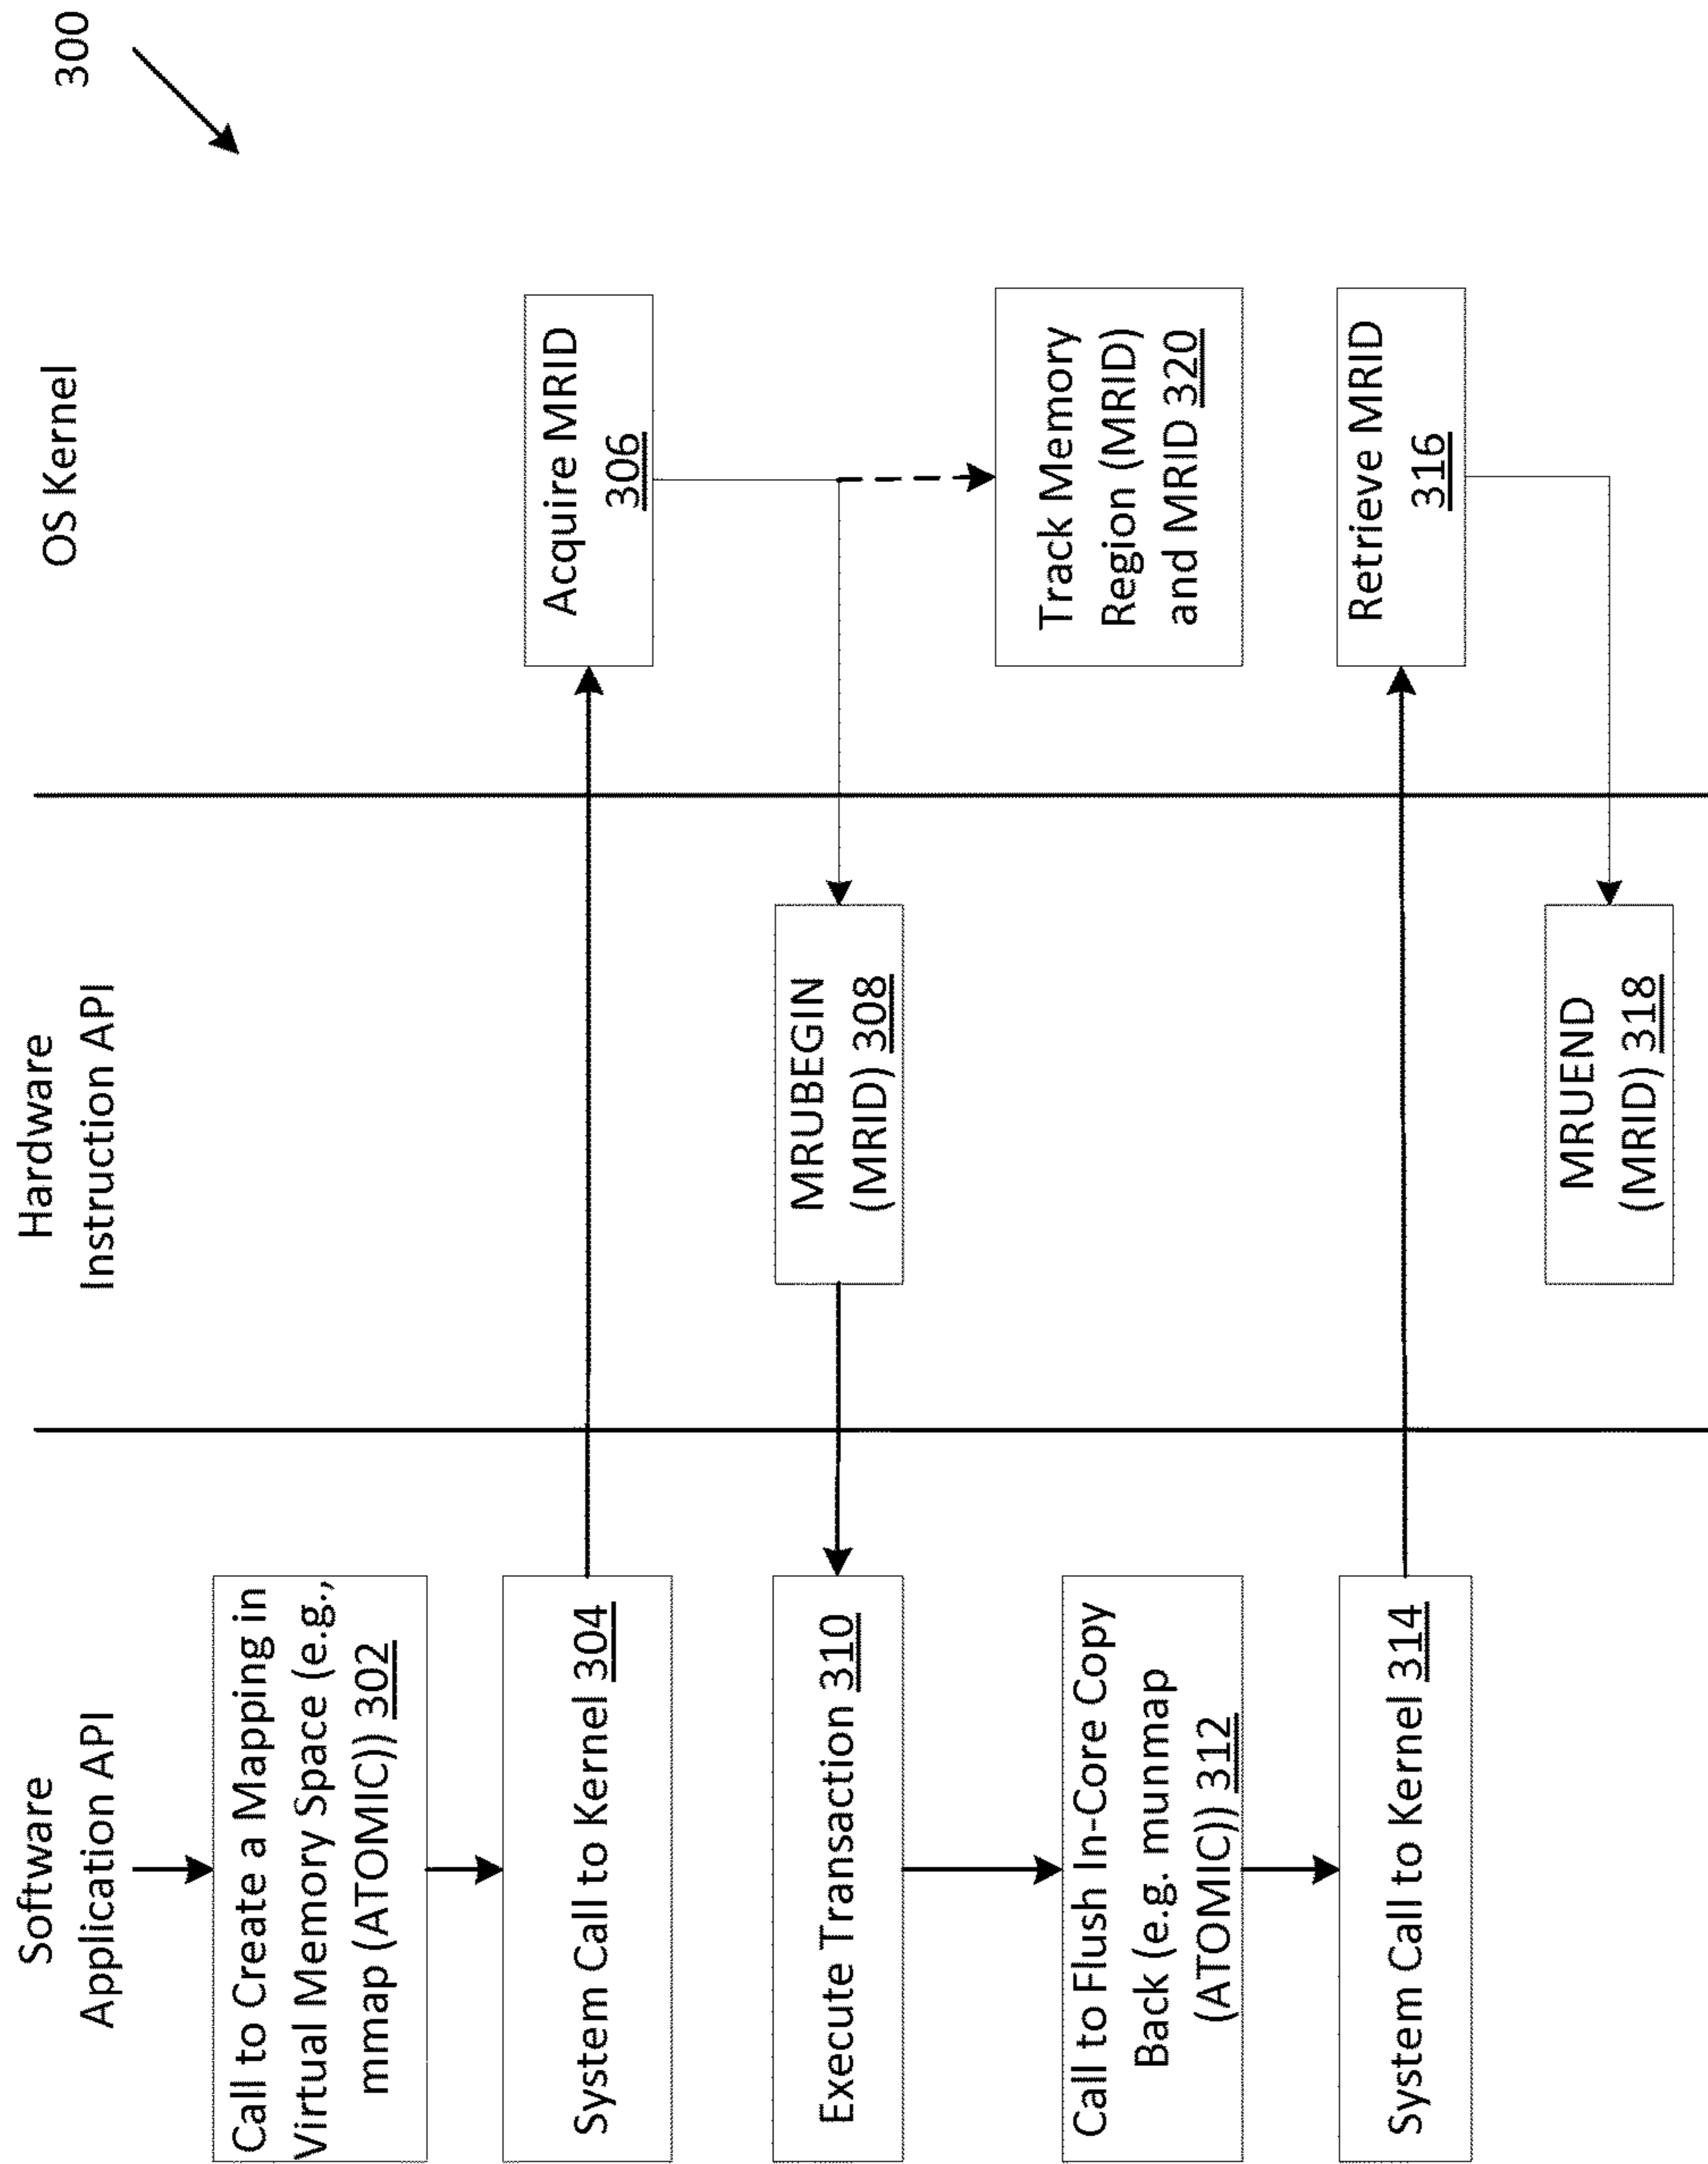 300
Software
Application API
Hardware
Instruction API
OS Kernel
Call to Create a Mapping in
Virtual Memory Space (e.g.,
mmap (ATOMIC)) 302
System Call to Kernel 304
Acquire MRID
306
MRUBEGIN
(MRID) 308
Execute Transaction 310
Track Memory
Region (MRID)
and MRID 320
Call to Flush In-Core Copy
Back (e.g. munmap
(ATOMIC)) 312
System Call to Kernel 314
Retrieve MRID
316
MRUEND
(MRID) 318